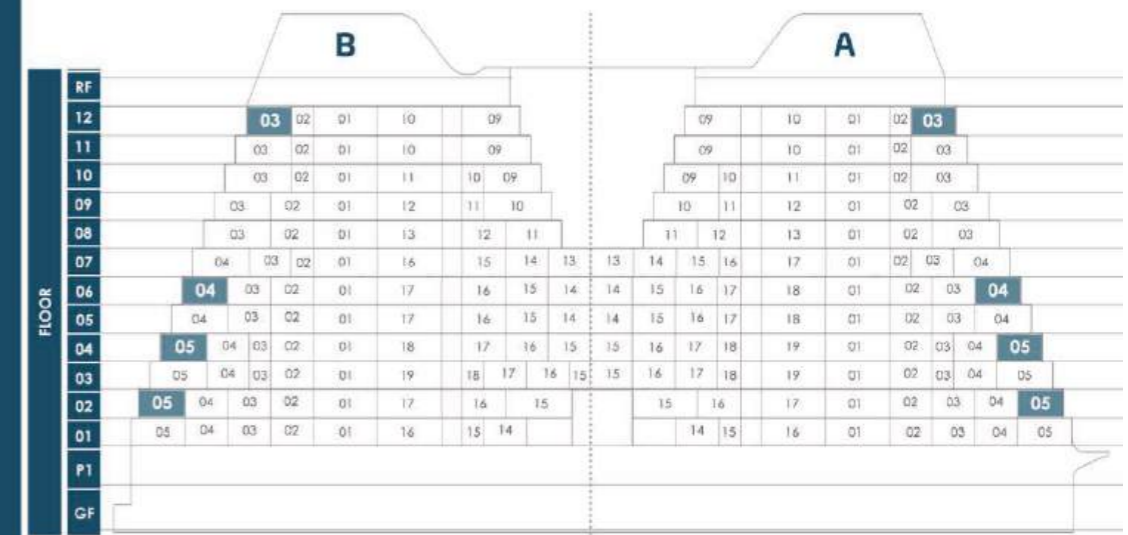 B A
FLOOR
RF
12 03 02 01 10 09 09 10 01 02 03
11 03 02 01 10 09 09 10 01 02 03
10 03 02 01 11 10 09 09 10 11 01 02 03
09 03 02 01 12 11 10 10 11 12 01 02 03
08 03 02 01 13 12 11 11 12 13 01 02 03
07 04 03 02 01 16 15 14 13 13 14 15 16 17 01 02 03 04
06 04 03 02 01 17 16 15 14 14 15 16 17 18 01 02 03 04
05 04 03 02 01 17 16 15 14 14 15 16 17 18 01 02 03 04
04 05 04 03 02 01 18 17 16 15 15 16 17 18 19 01 02 03 04 05
03 05 04 03 02 01 19 18 17 16 15 15 16 17 18 19 01 02 03 04 05
02 05 04 03 02 01 17 16 15 15 16 17 01 02 03 04 05
01 05 04 03 02 01 16 15 14 14 15 16 01 02 03 04 05
P1
GF